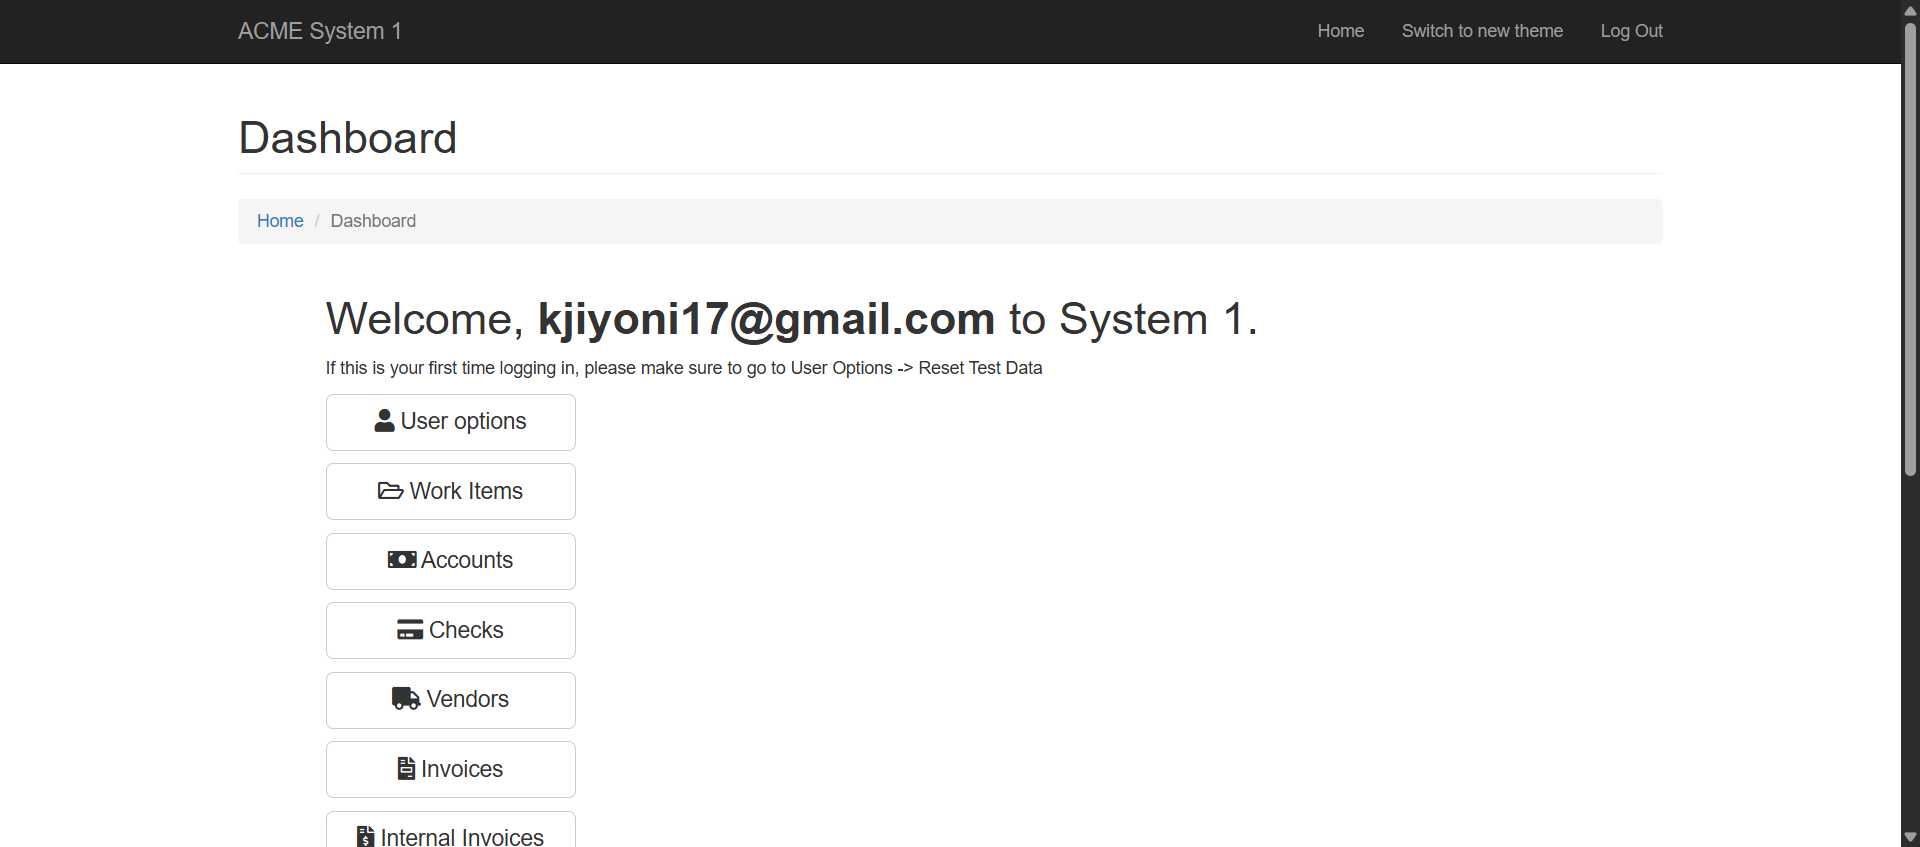 ACME System 1
Home
Switch to new theme
Log Out
Dashboard
Home / Dashboard
Welcome, kjiyoni17@gmail.com to System 1.
If this is your first time logging in, please make sure to go to User Options -> Reset Test Data
User options
Work Items
Accounts
Checks
Vendors
Invoices
Internal Invoices